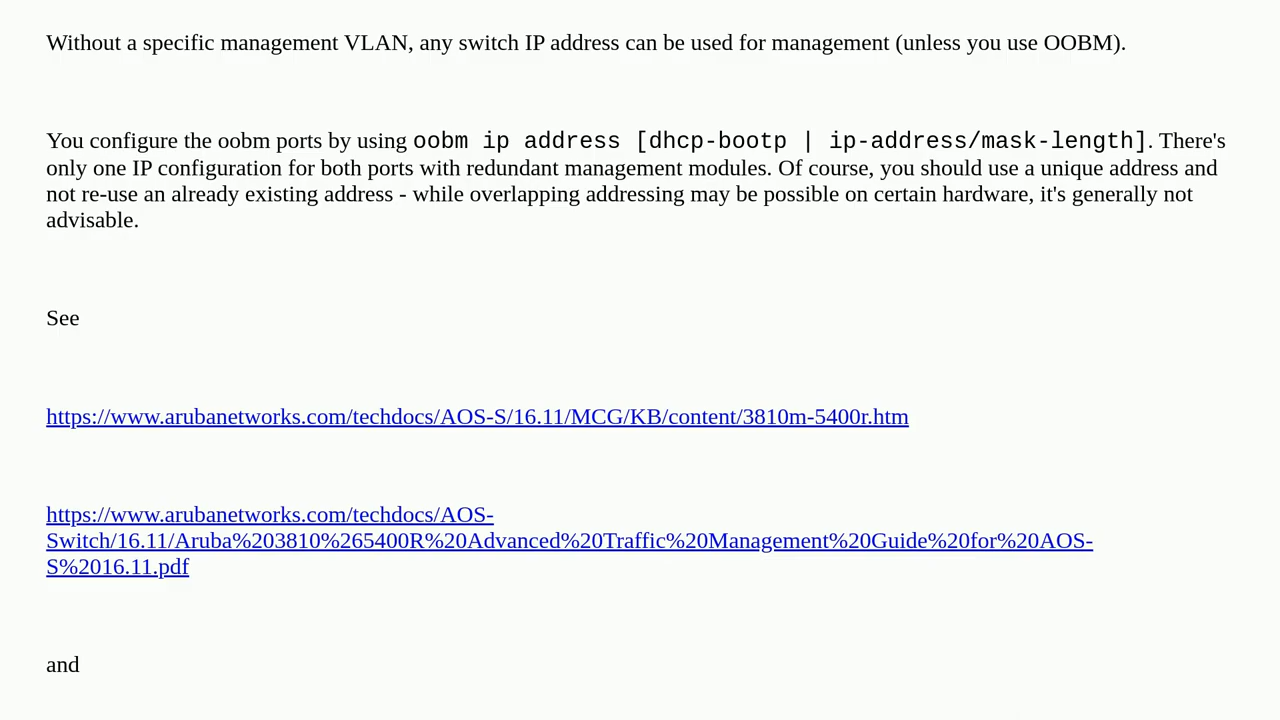 Without a specific management VLAN, any switch IP address can be used for management (unless you use OOBM).
You configure the oobm ports by using oobm ip address [dhcp-bootp | ip-address/mask-length]. There's
only one IP configuration for both ports with redundant management modules. Of course, you should use a unique address and
not re-use an already existing address - while overlapping addressing may be possible on certain hardware, it's generally not
advisable.
See
https://www.arubanetworks.com/techdocs/AOS-S/16.11/MCG/KB/content/3810m-5400r.htm
https://www.arubanetworks.com/techdocs/AOS-
Switch/16.11/Aruba%203810%265400R%20Advanced%20Traffic%20Management%20Guide%20for%20AOS-
S%2016.11.pdf
and